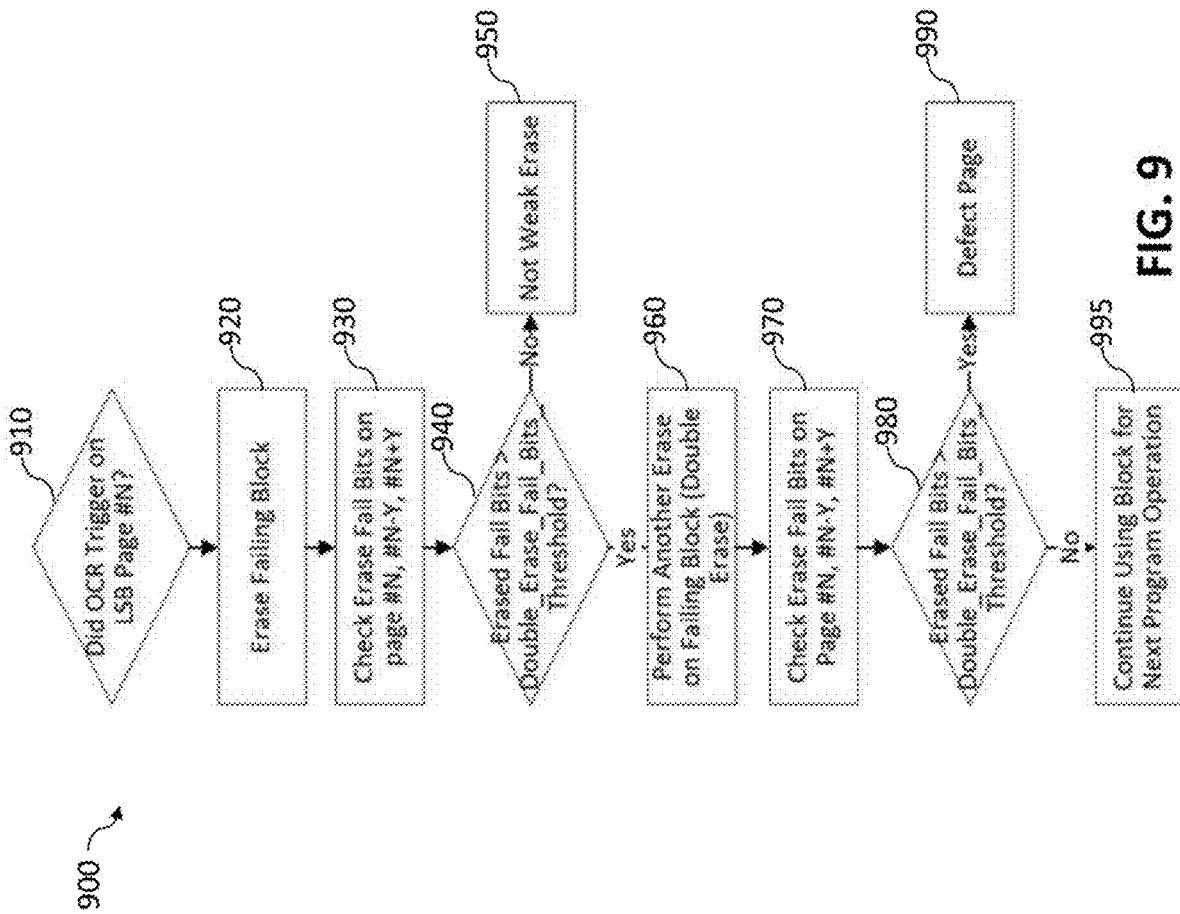 900
910
Did OCR Trigger on
LSB Page #N?
920
Erase Failing Block
930
Check Erase Fail Bits on
page #N, #N-Y, #N+Y
940
Erased Fail Bits >
Double_Erase_Fail_Bits_
Threshold?
No
950
Not Weak Erase
Yes
960
Perform Another Erase
on Failing Block (Double
Erase)
970
Check Erase Fail Bits on
Page #N, #N-Y, #N+Y
980
Erased Fail Bits >
Double_Erase_Fail_Bits_
Threshold?
Yes
990
Defect Page
No
995
Continue Using Block for
Next Program Operation
FIG. 9